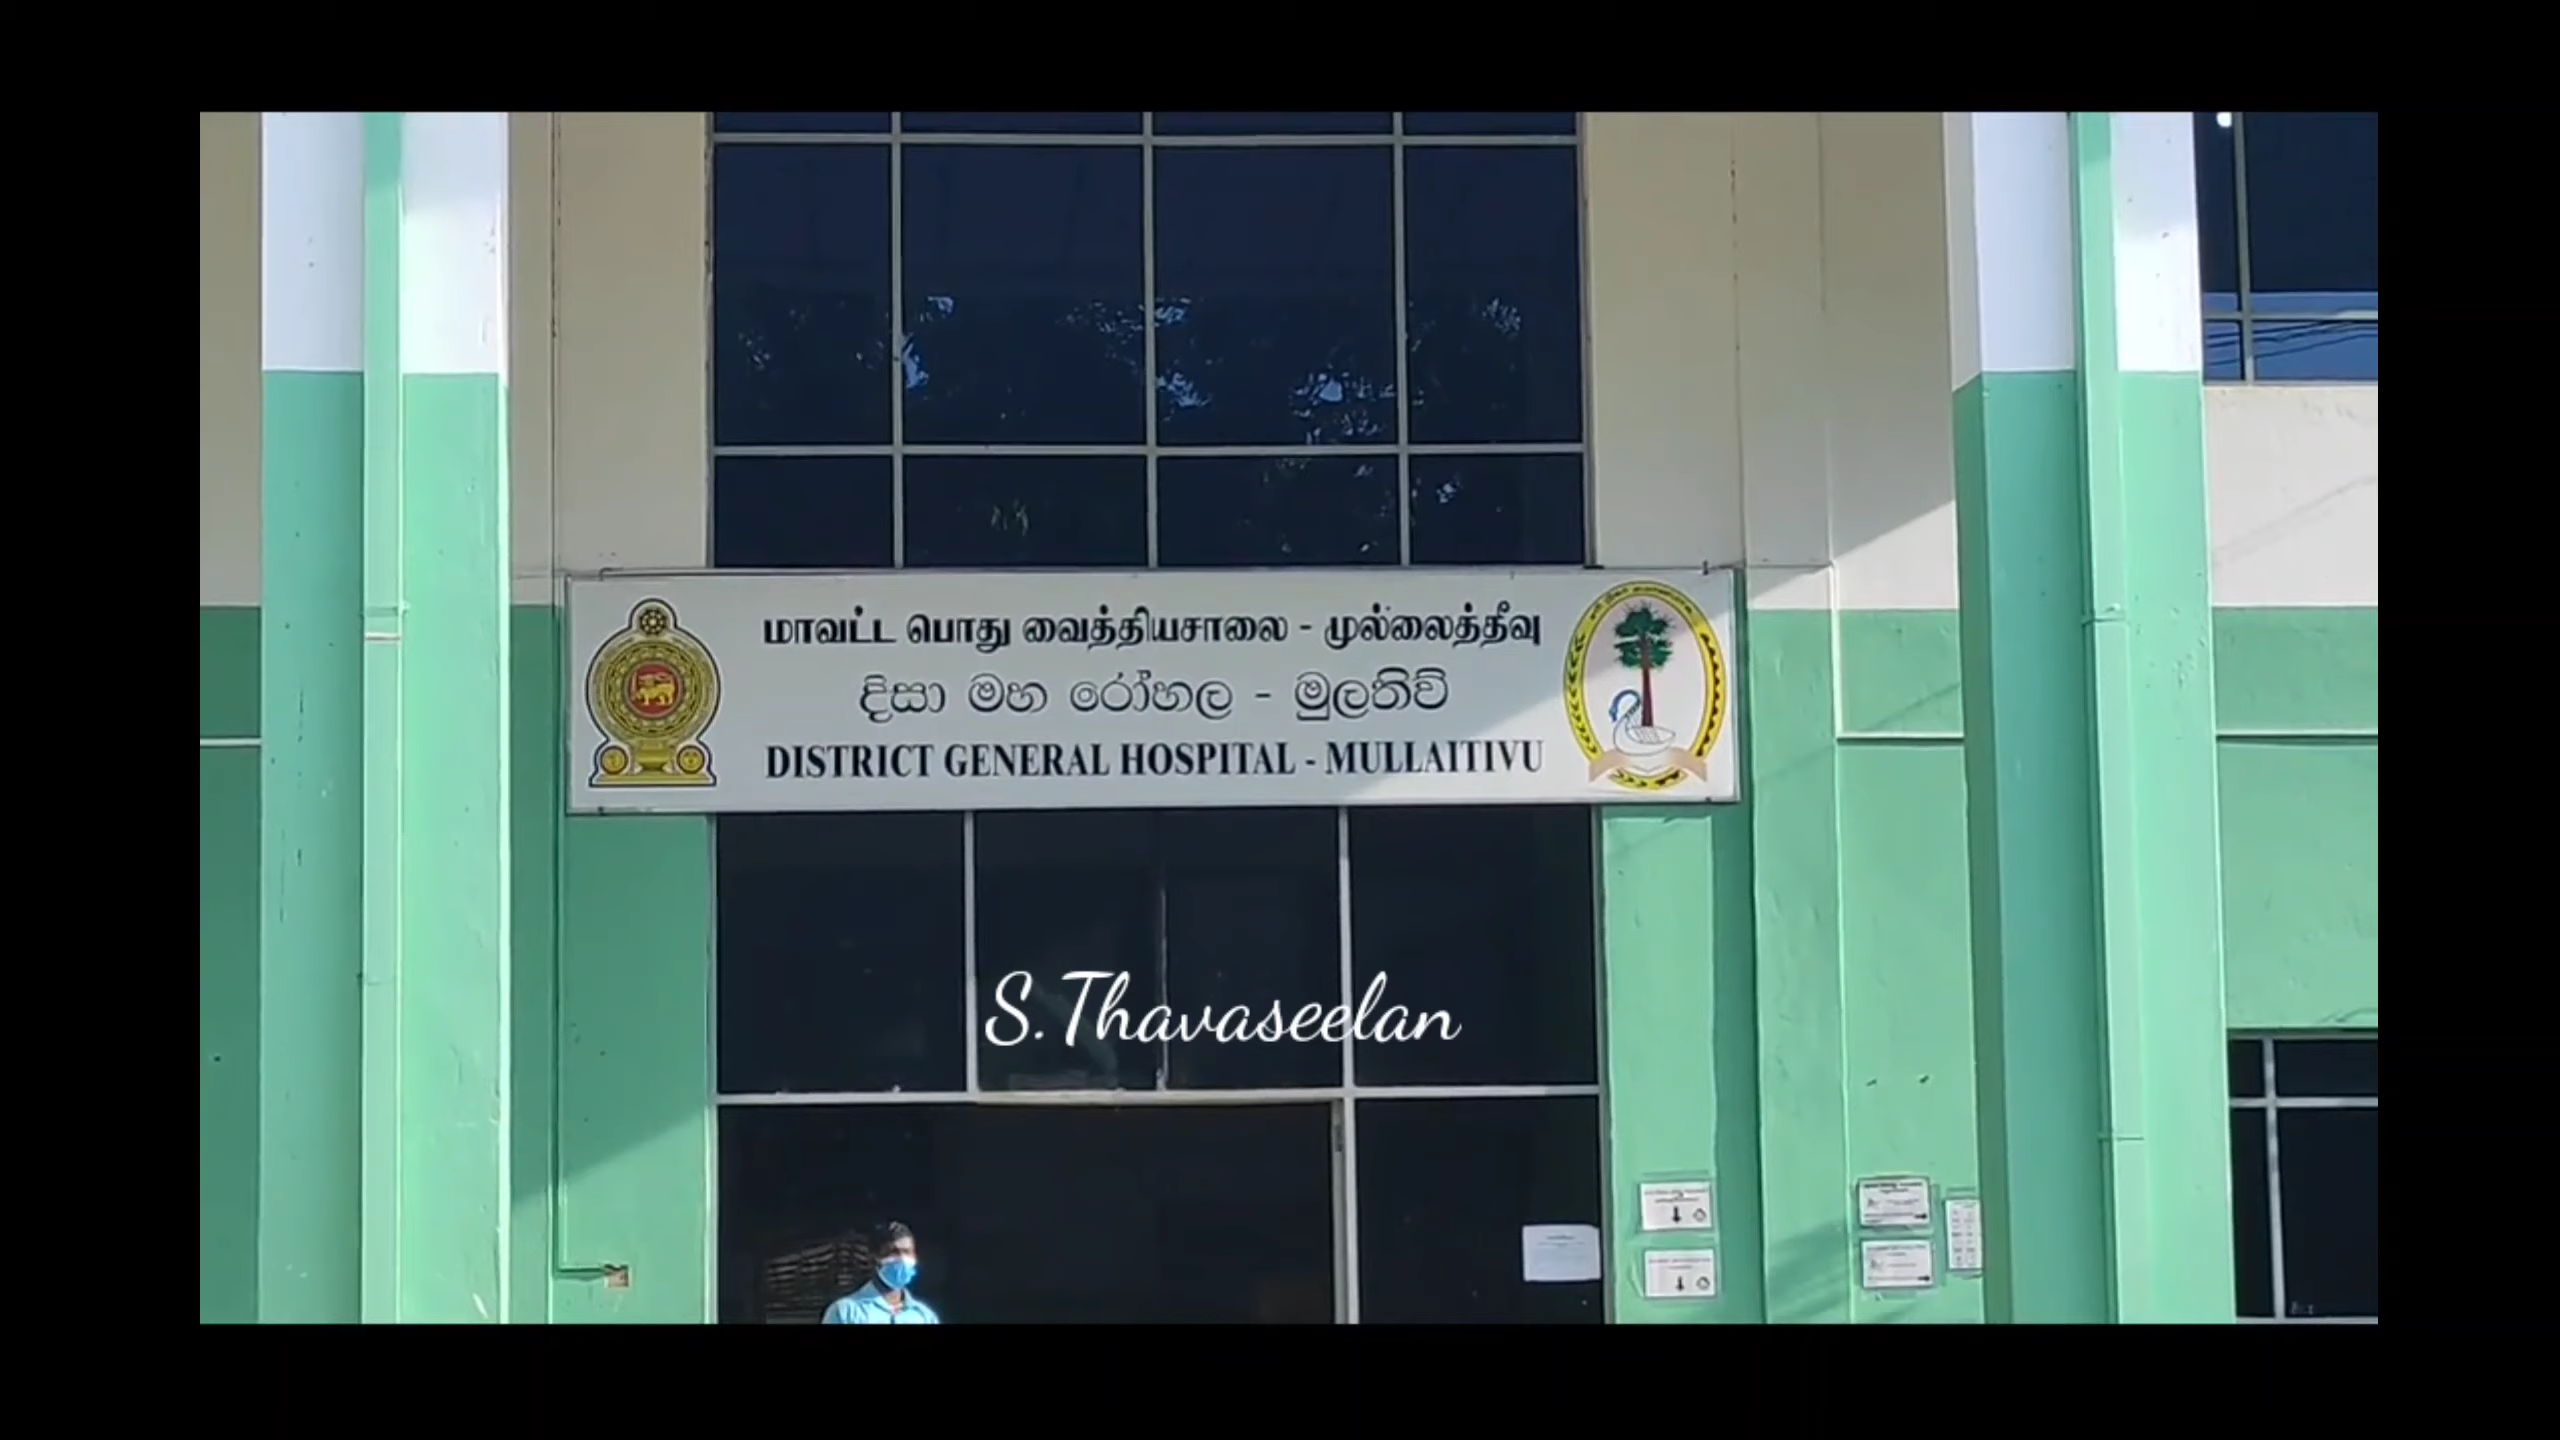 மாவட்ட பொது வைத்தியசாலை - முல்லைத்தீவு
දිසා මහ රෝහල - මුලතිව්
DISTRICT GENERAL HOSPITAL - MULLAITIVU
S.Thavaseelan